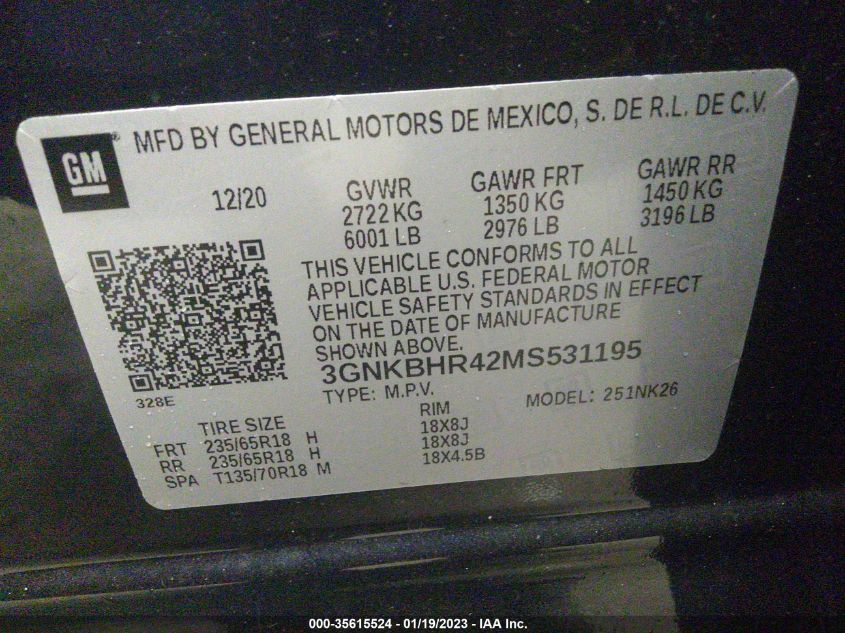 GM ® MFD BY GENERAL MOTORS DE MEXICO, S. DE R.L. DE C.V.
12/20 GVWR GAWR FRT GAWR RR
2722 KG 1350 KG 1450 KG
6001 LB 2976 LB 3196 LB
THIS VEHICLE CONFORMS TO ALL
APPLICABLE U.S. FEDERAL MOTOR
VEHICLE SAFETY STANDARDS IN EFFECT
ON THE DATE OF MANUFACTURE
SHOWN ABOVE.
3GNKBHR42MS531195
328E TYPE: M.P.V. MODEL: 251NK26
TIRE SIZE RIM
FRT 235/65R18 H 18X8J
RR 235/65R18 H 18X8J
SPA T135/70R18 M 18X4.5B
000-35615524 - 01/19/2023 - IAA Inc.